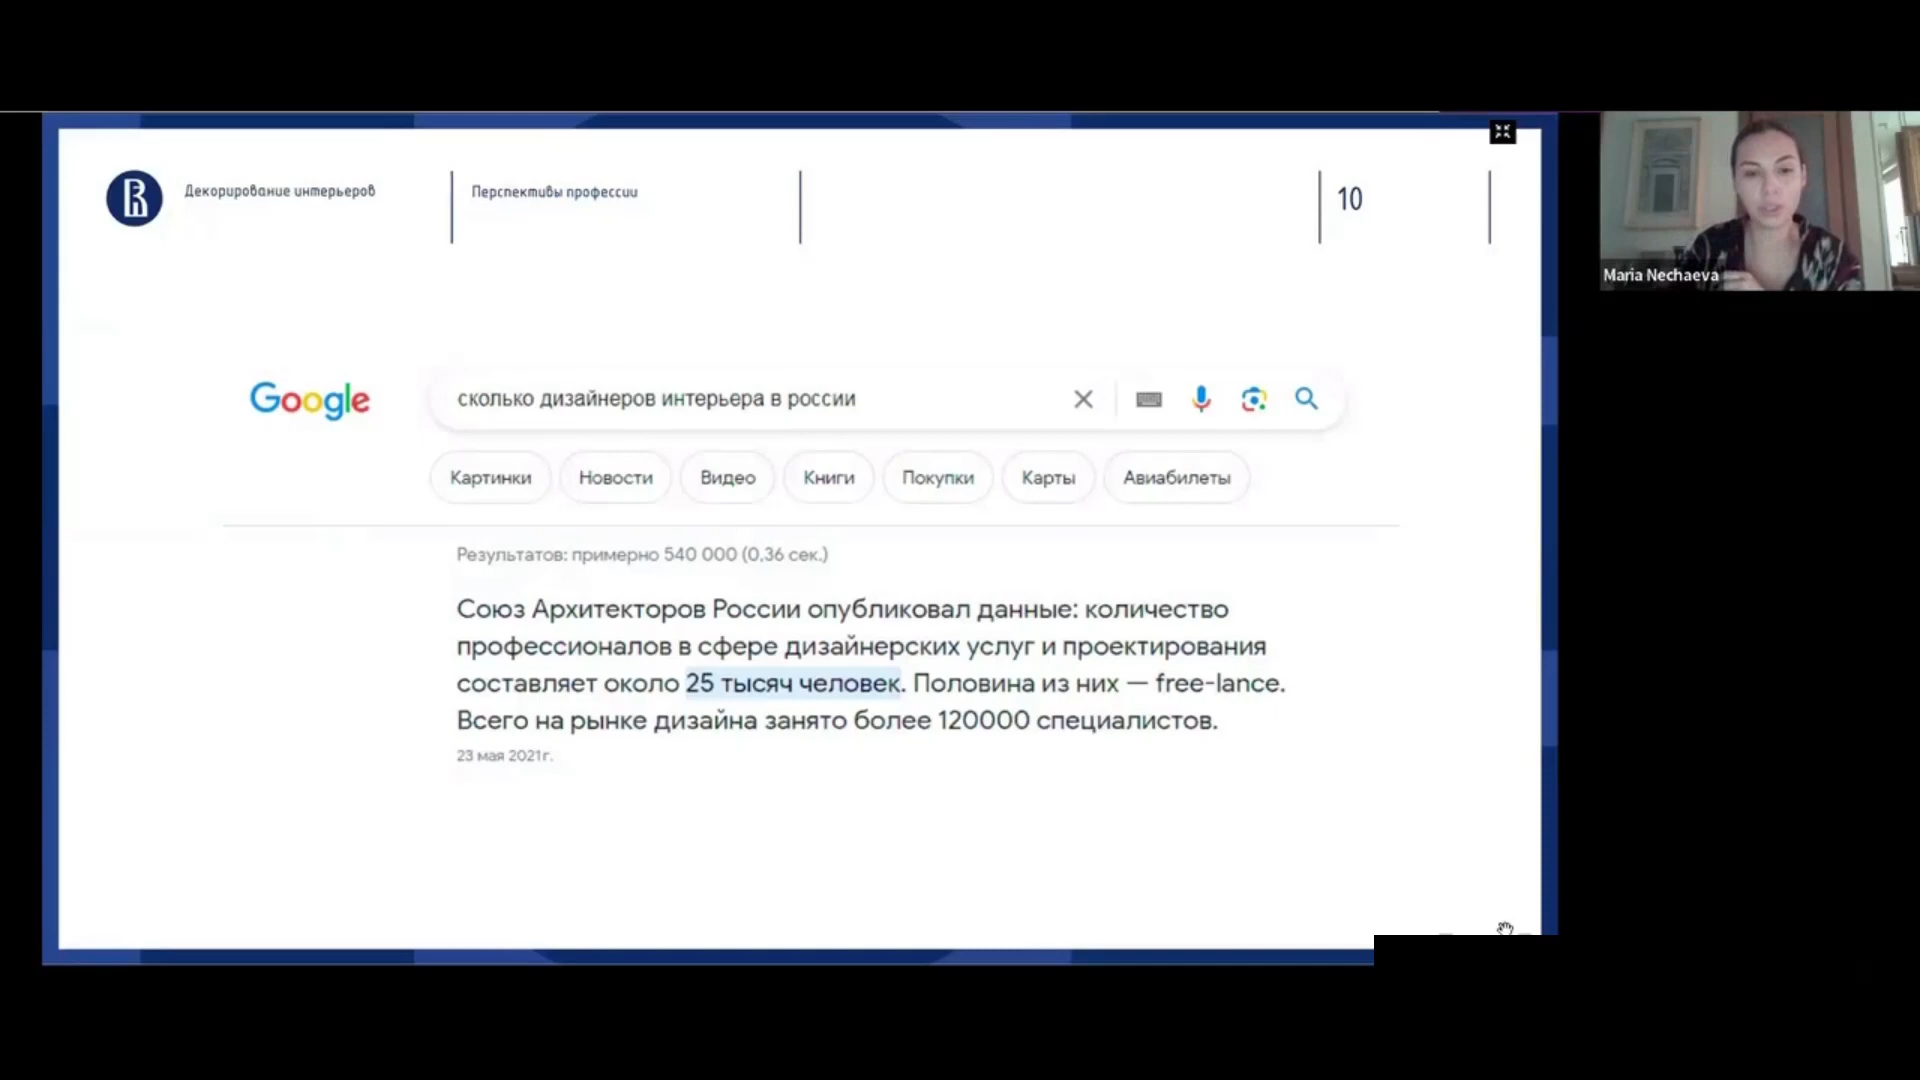 Декорирование интерьеров
Перспективы профессии
10
Maria Nechaeva
Google
сколько дизайнеров интерьера в россии
Картинки
Новости
Видео
Книги
Покупки
Карты
Авиабилеты
Результатов: примерно 540 000 (0,36 сек.)
Союз Архитекторов России опубликовал данные: количество
профессионалов в сфере дизайнерских услуг и проектирования
составляет около 25 тысяч человек. Половина из них — free-lance.
Всего на рынке дизайна занято более 120000 специалистов.
23 мая 2021 г.